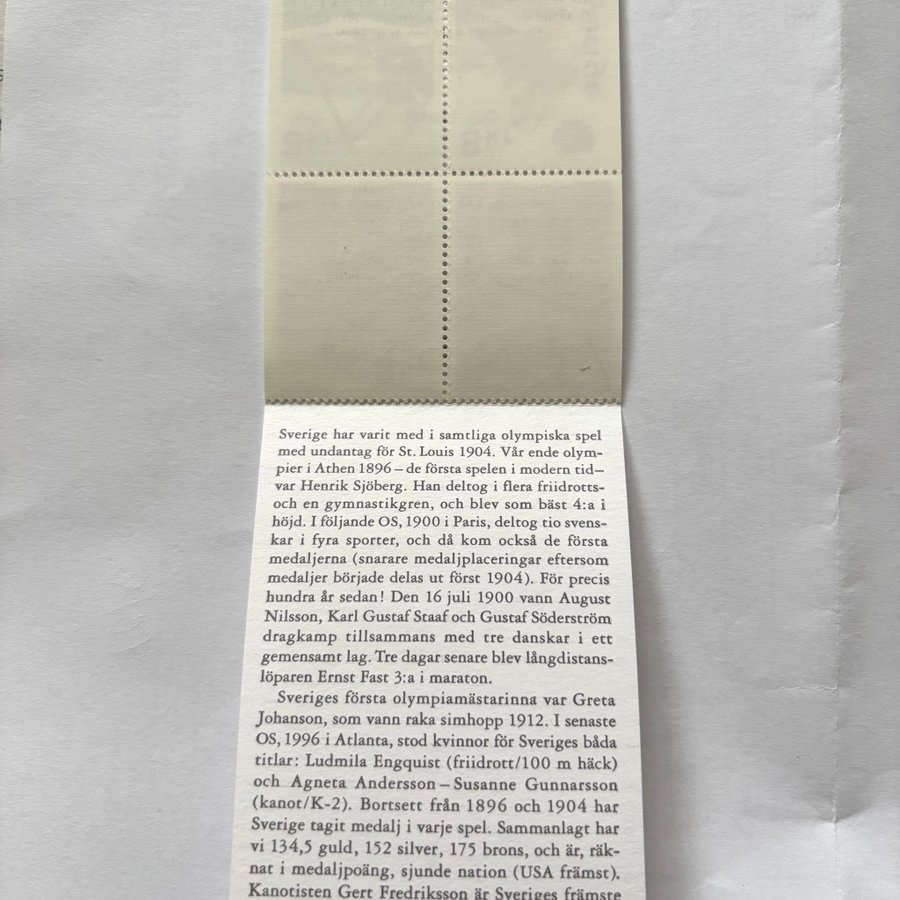 Sverige har varit med i samtliga olympiska spel
med undantag för St. Louis 1904. Vår ende olym-
pier i Athen 1896 – de första spelen i modern tid –
var Henrik Sjöberg. Han deltog i flera friidrotts-
och en gymnastikgren, och blev som bäst 4:a i
höjd. I följande OS, 1900 i Paris, deltog tio svens-
kar i fyra sporter, och då kom också de första
medaljerna (snarare medaljplaceringar eftersom
medaljer började delas ut först 1904). För precis
hundra år sedan! Den 16 juli 1900 vann August
Nilsson, Karl Gustaf Staaf och Gustaf Söderström
dragkamp tillsammans med tre danskar i ett
gemensamt lag. Tre dagar senare blev långdistans-
löparen Ernst Fast 3:a i maraton.
Sveriges första olympiamästarinna var Greta
Johanson, som vann raka simhopp 1912. I senaste
OS, 1996 i Atlanta, stod kvinnor för Sveriges båda
titlar: Ludmila Engquist (friidrott/100 m häck)
och Agneta Andersson – Susanne Gunnarsson
(kanot/K-2). Bortsett från 1896 och 1904 har
Sverige tagit medalj i varje spel. Sammanlagt har
vi 134,5 guld, 152 silver, 175 brons, och är, räk-
nat i medaljpoäng, sjunde nation (USA främst).
Kanotisten Gert Fredriksson är Sveriges främste